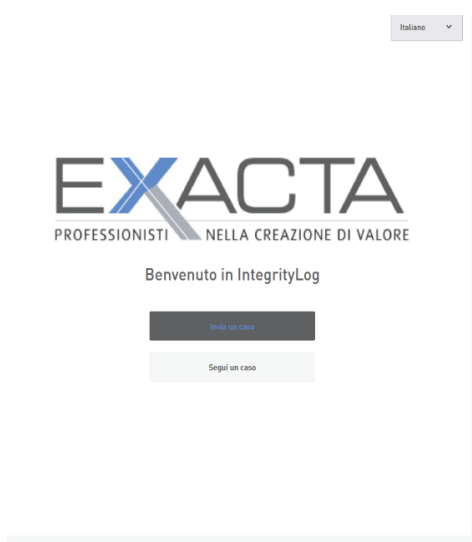 Italiano
EXACTA
PROFESSIONISTI NELLA CREAZIONE DI VALORE
Benvenuto in IntegrityLog
Invia un caso
Segui un caso